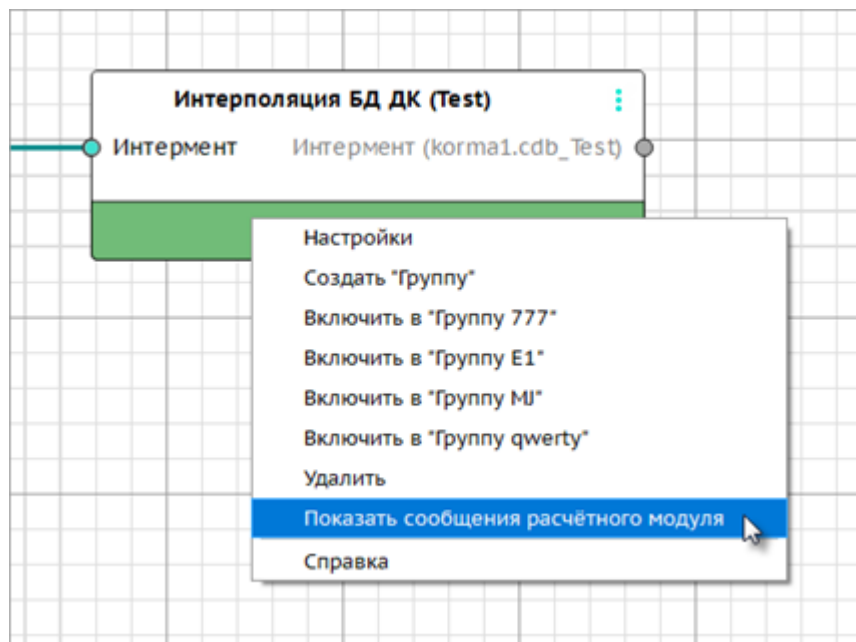 Интерполяция БД ДК (Test)
Интермент Интермент (korma1.cdb_Test)
Настройки
Создать "Группу"
Включить в "Группу 777"
Включить в "Группу E1"
Включить в "Группу MJ"
Включить в "Группу qwerty"
Удалить
Показать сообщения расчётного модуля
Справка